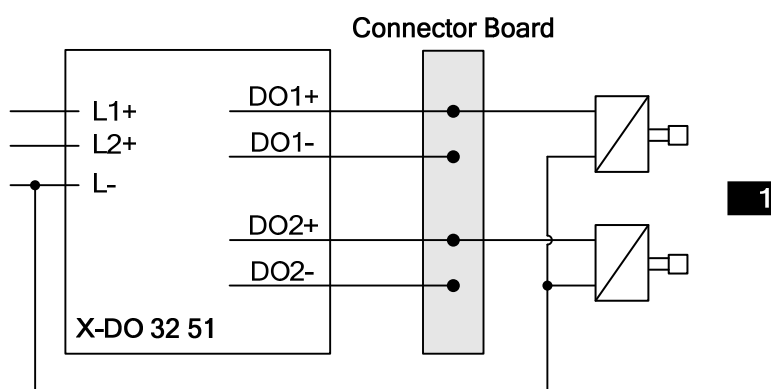 Connector Board
L1+
L2+
L-
DO1+
DO1-
DO2+
DO2-
X-DO 32 51
1